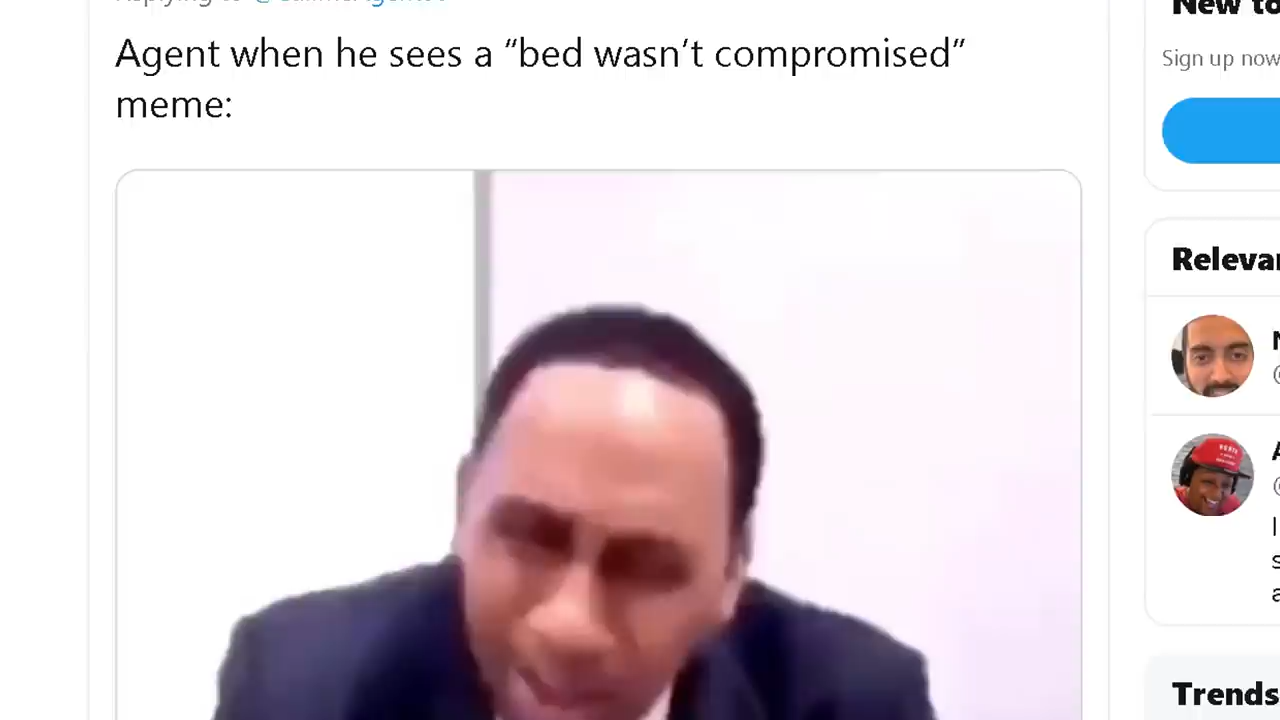 Agent when he sees a “bed wasn’t compromised”
meme:
New to
Sign up now
Relevan
Trends